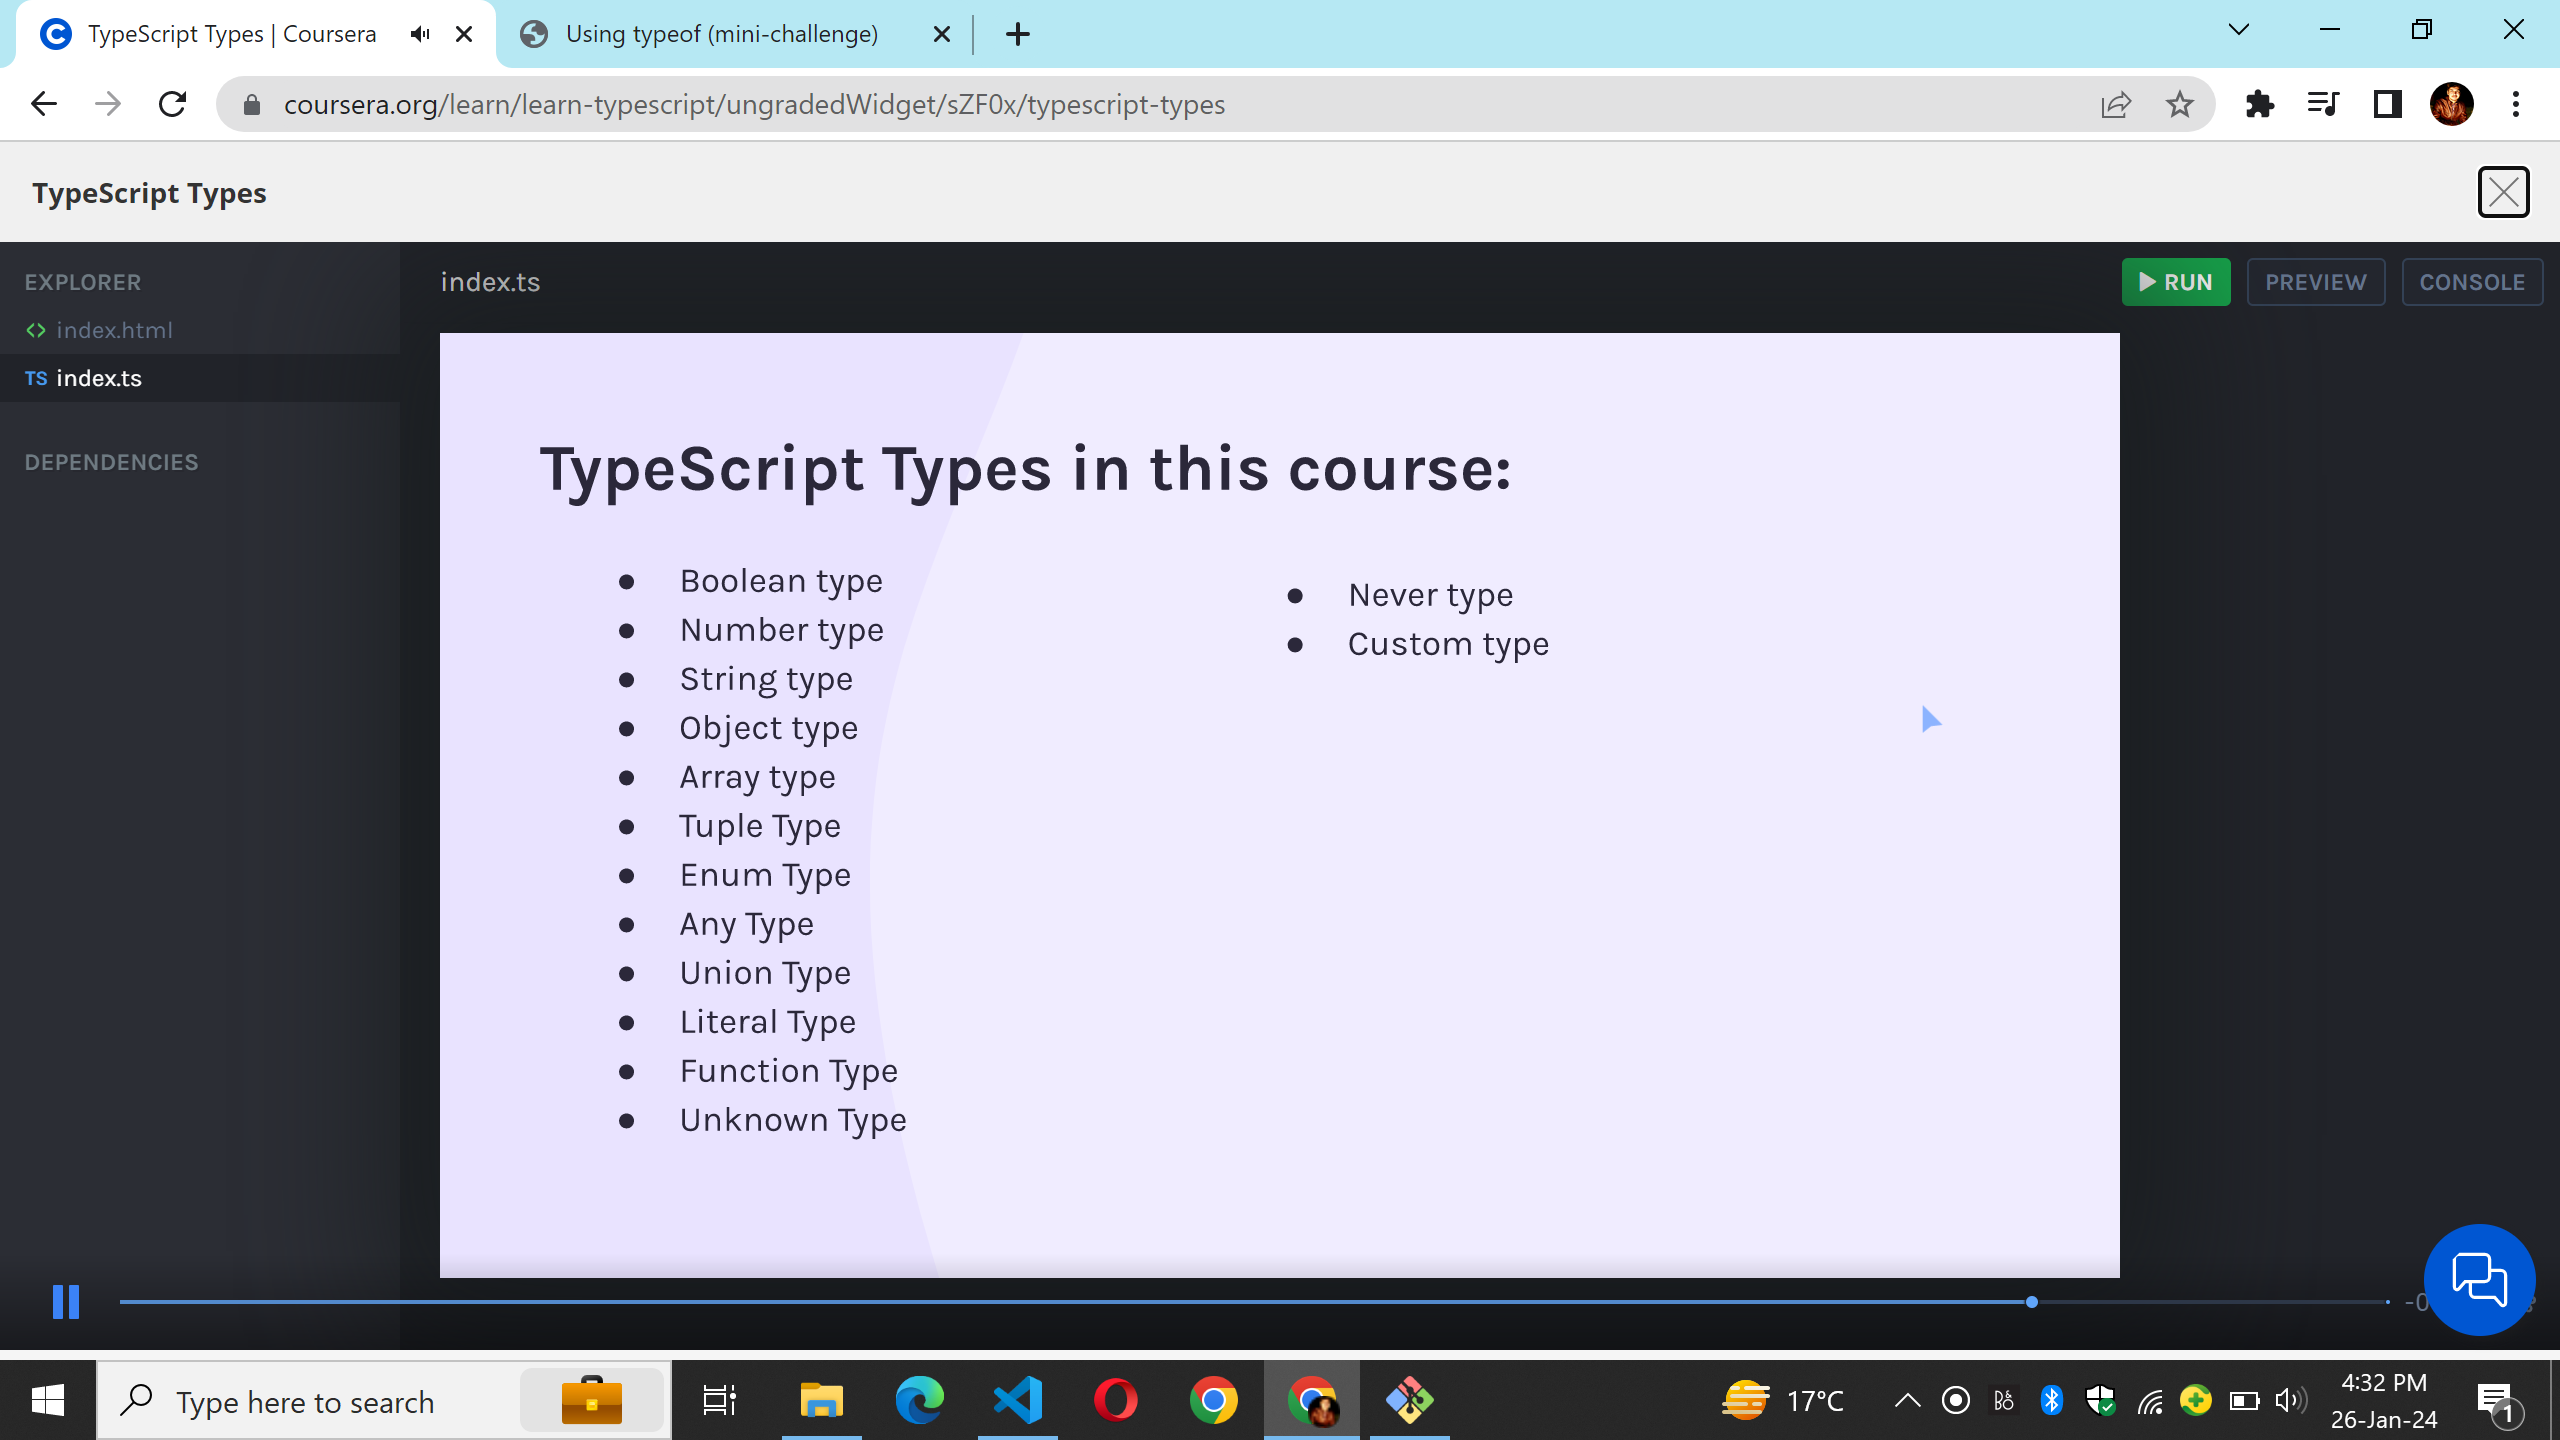 TypeScript Types | Coursera
Using typeof (mini-challenge)
coursera.org/learn/learn-typescript/ungradedWidget/sZF0x/typescript-types
TypeScript Types
EXPLORER
index.ts
RUN
PREVIEW
CONSOLE
<> index.html
TS index.ts
DEPENDENCIES
TypeScript Types in this course:
● Boolean type
● Number type
● String type
● Object type
● Array type
● Tuple Type
● Enum Type
● Any Type
● Union Type
● Literal Type
● Function Type
● Unknown Type
● Never type
● Custom type
Type here to search
17°C
4:32 PM
26-Jan-24
1